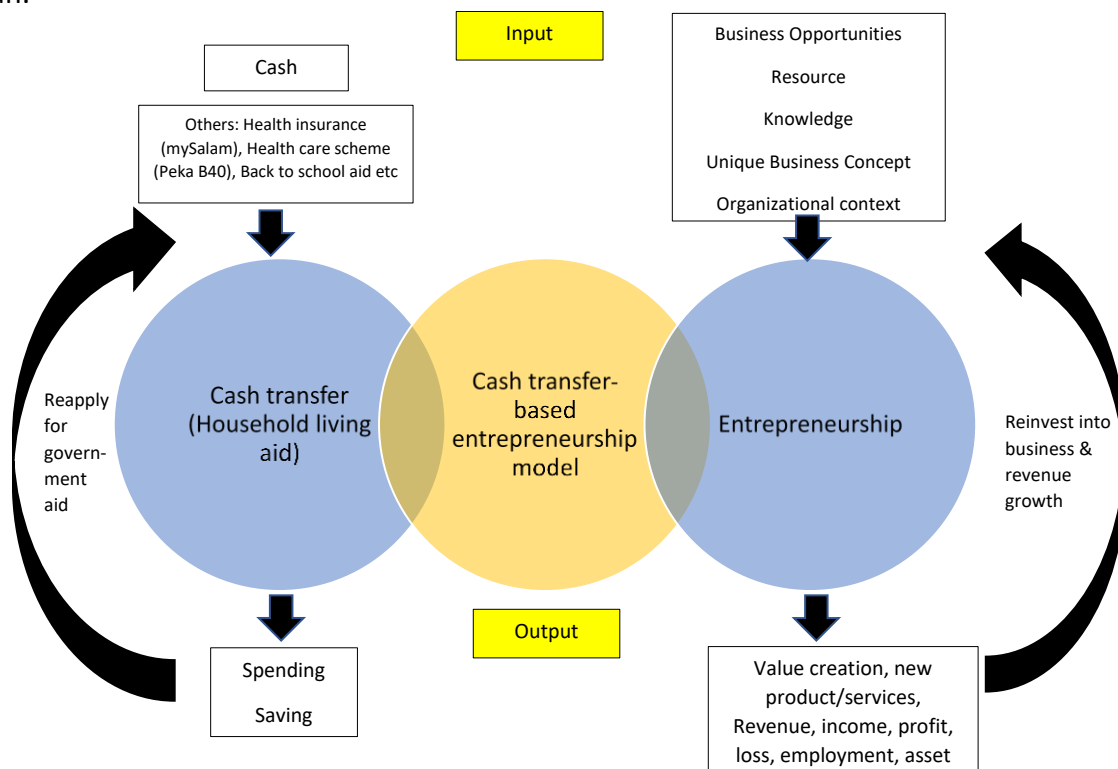 Input
Cash
Others: Health insurance
(mySalam), Health care scheme
(Peka B40), Back to school aid etc
Business Opportunities
Resource
Knowledge
Unique Business Concept
Organizational context
Reapply
for
govern-
ment
aid
Cash transfer
(Household living
aid)
Cash transfer-
based
entrepreneurship
model
Entrepreneurship
Reinvest into
business &
revenue
growth
Output
Spending
Saving
Value creation, new
product/services,
Revenue, income, profit,
loss, employment, asset